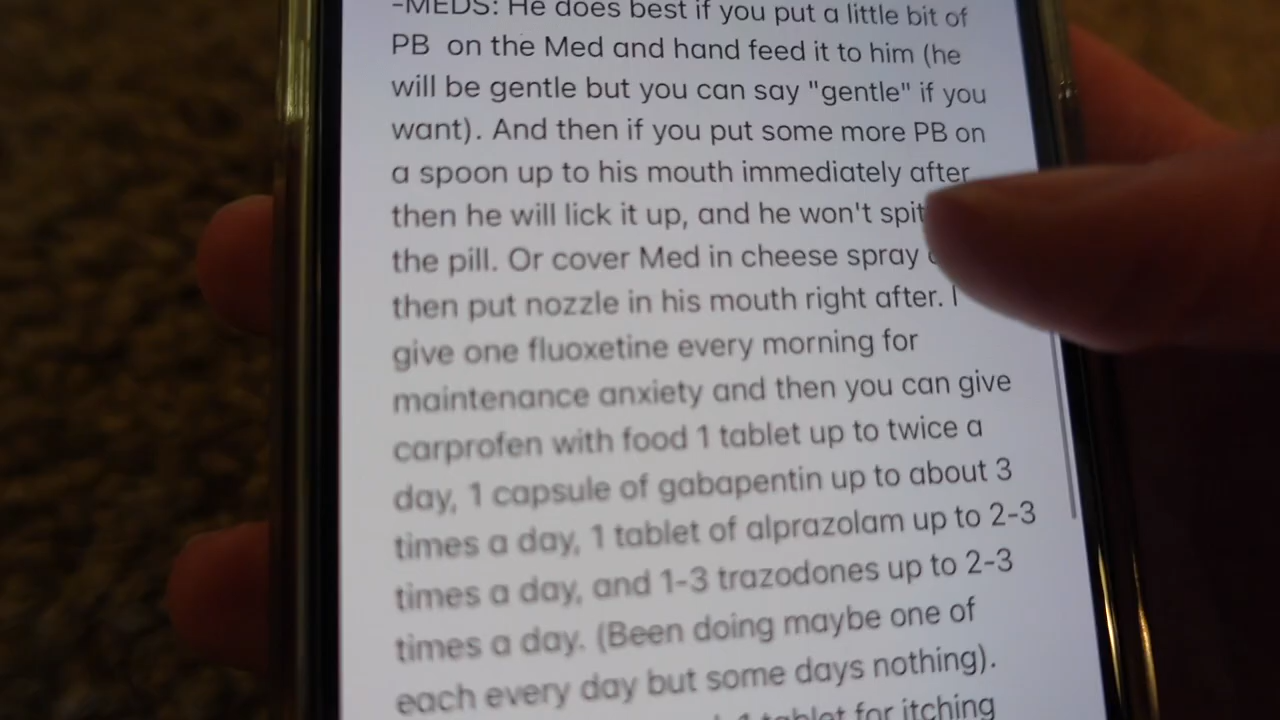 -MEDS: He does best if you put a little bit of
PB on the Med and hand feed it to him (he
will be gentle but you can say "gentle" if you
want). And then if you put some more PB on
a spoon up to his mouth immediately after
then he will lick it up, and he won't spit
the pill. Or cover Med in cheese spray
then put nozzle in his mouth right after. I
give one fluoxetine every morning for
maintenance anxiety and then you can give
carprofen with food 1 tablet up to twice a
day, 1 capsule of gabapentin up to about 3
times a day, 1 tablet of alprazolam up to 2-3
times a day, and 1-3 trazodones up to 2-3
times a day. (Been doing maybe one of
each every day but some days nothing).
1 tablet for itching